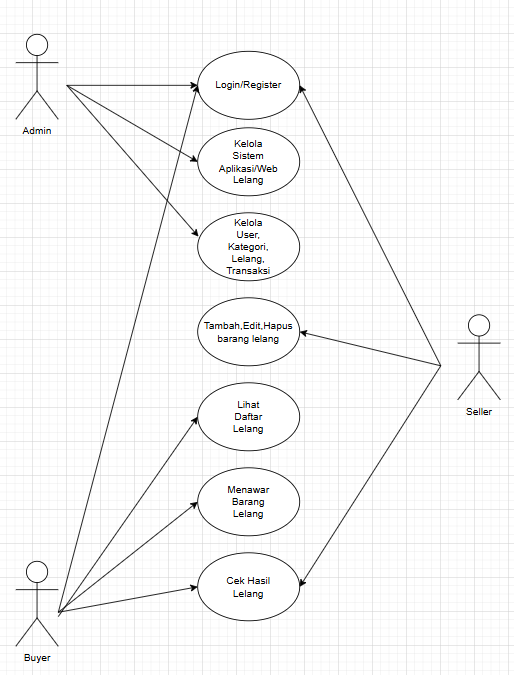 Login/Register
Admin
Kelola
Sistem
Aplikasi/Web
Lelang
Kelola
User,
Kategori,
Lelang,
Transaksi
Tambah,Edit,Hapus
barang lelang
Seller
Lihat
Daftar
Lelang
Menawar
Barang
Lelang
Cek Hasil
Lelang
Buyer